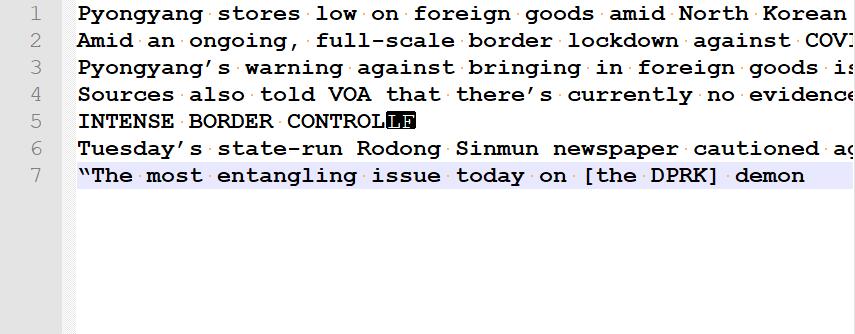 1 Pyongyang stores low on foreign goods amid North Korean
2 Amid an ongoing, full-scale border lockdown against
3 Pyongyang’s warning against bringing in foreign goods
4 Sources also told VOA that there’s currently no evidence
5 INTENSE BORDER CONTROLLF
6 Tuesday’s state-run Rodong Sinmun newspaper cautioned
7 “The most entangling issue today on [the DPRK] demon